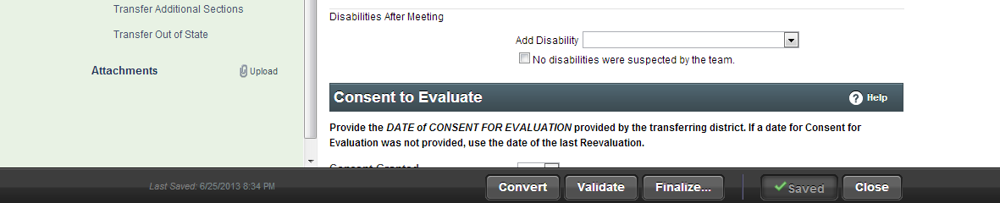 Transfer Additional Sections
Transfer Out of State
Attachments
Upload
Disabilities After Meeting
Add Disability
No disabilities were suspected by the team.
Consent to Evaluate
Help
Provide the DATE of CONSENT FOR EVALUATION provided by the transferring district. If a date for Consent for
Evaluation was not provided, use the date of the last Reevaluation.
Consent Granted
Last Saved: 6/25/2013 8:34 PM
Convert
Validate
Finalize...
Saved
Close